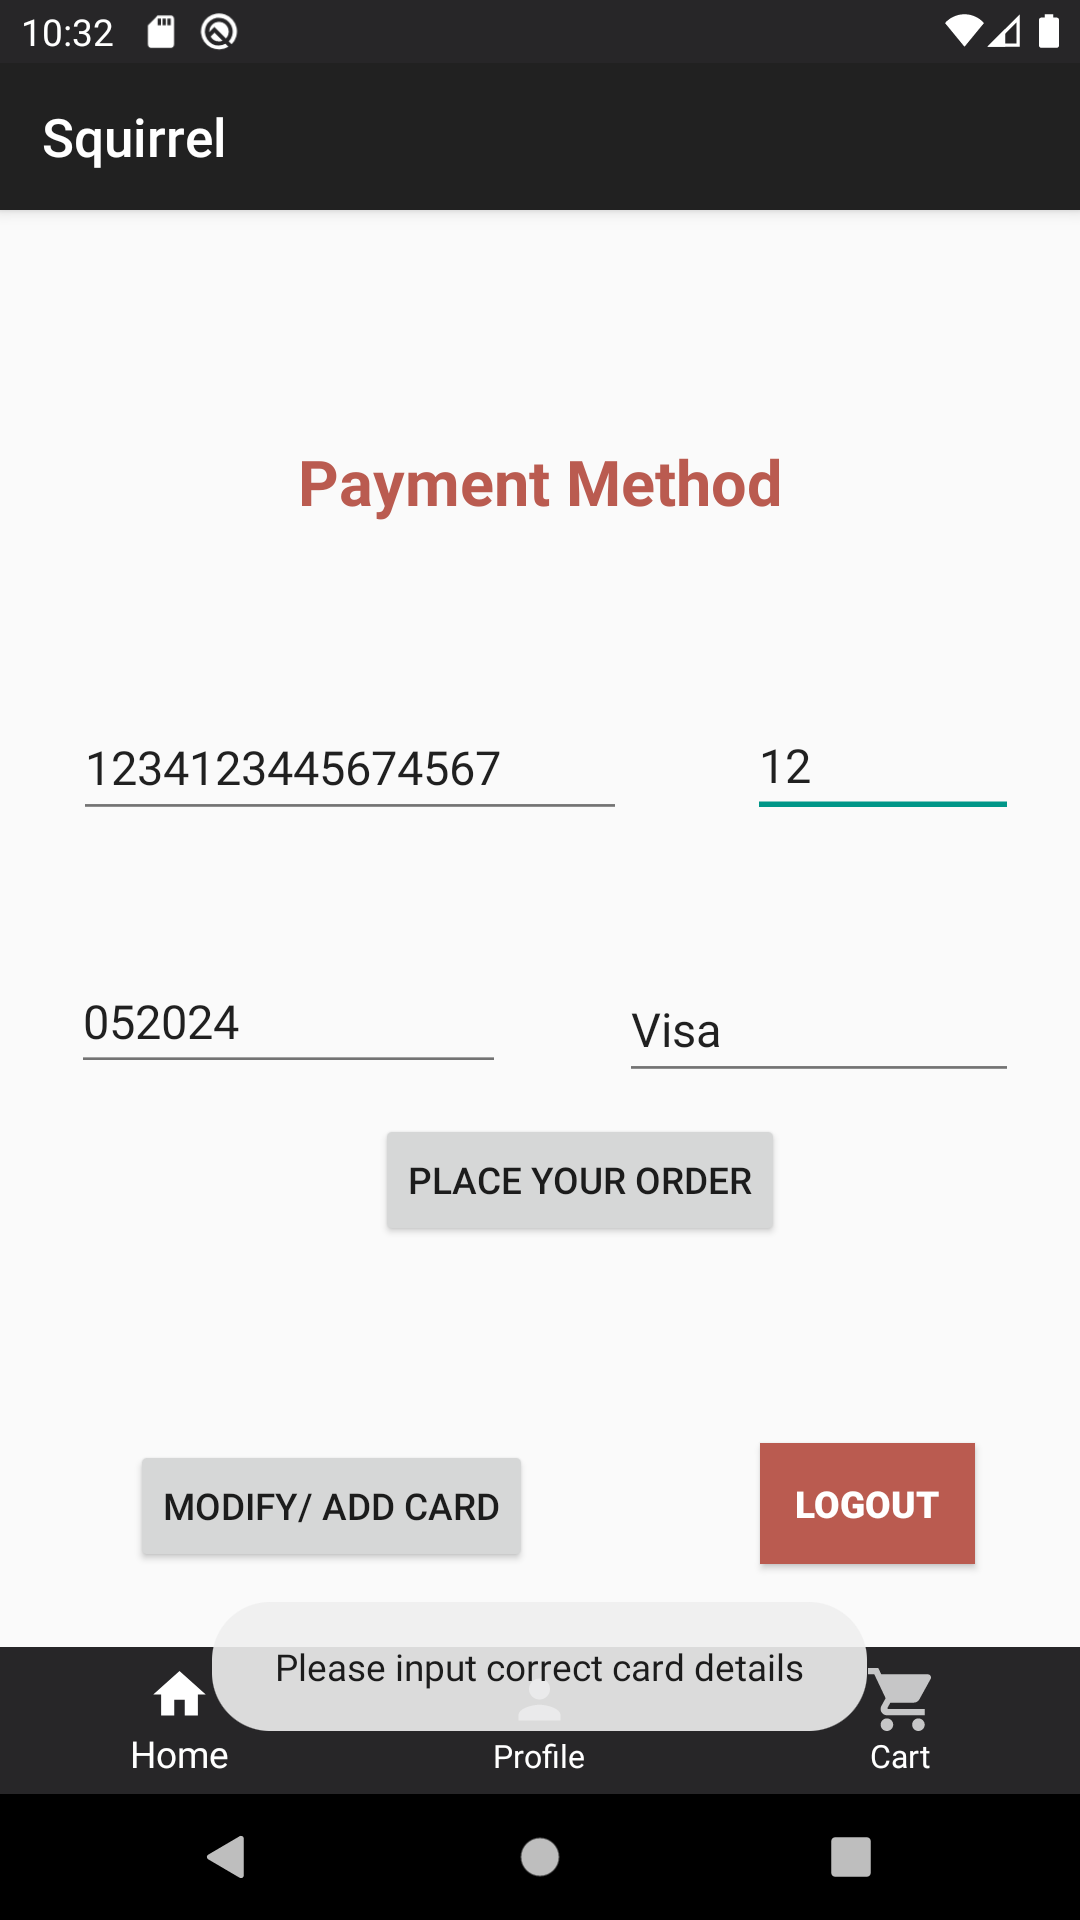 10:32
Squirrel
Payment Method
1234123445674567
12
052024
Visa
PLACE YOUR ORDER
MODIFY/ ADD CARD
LOGOUT
Please input correct card details
Home
Profile
Cart